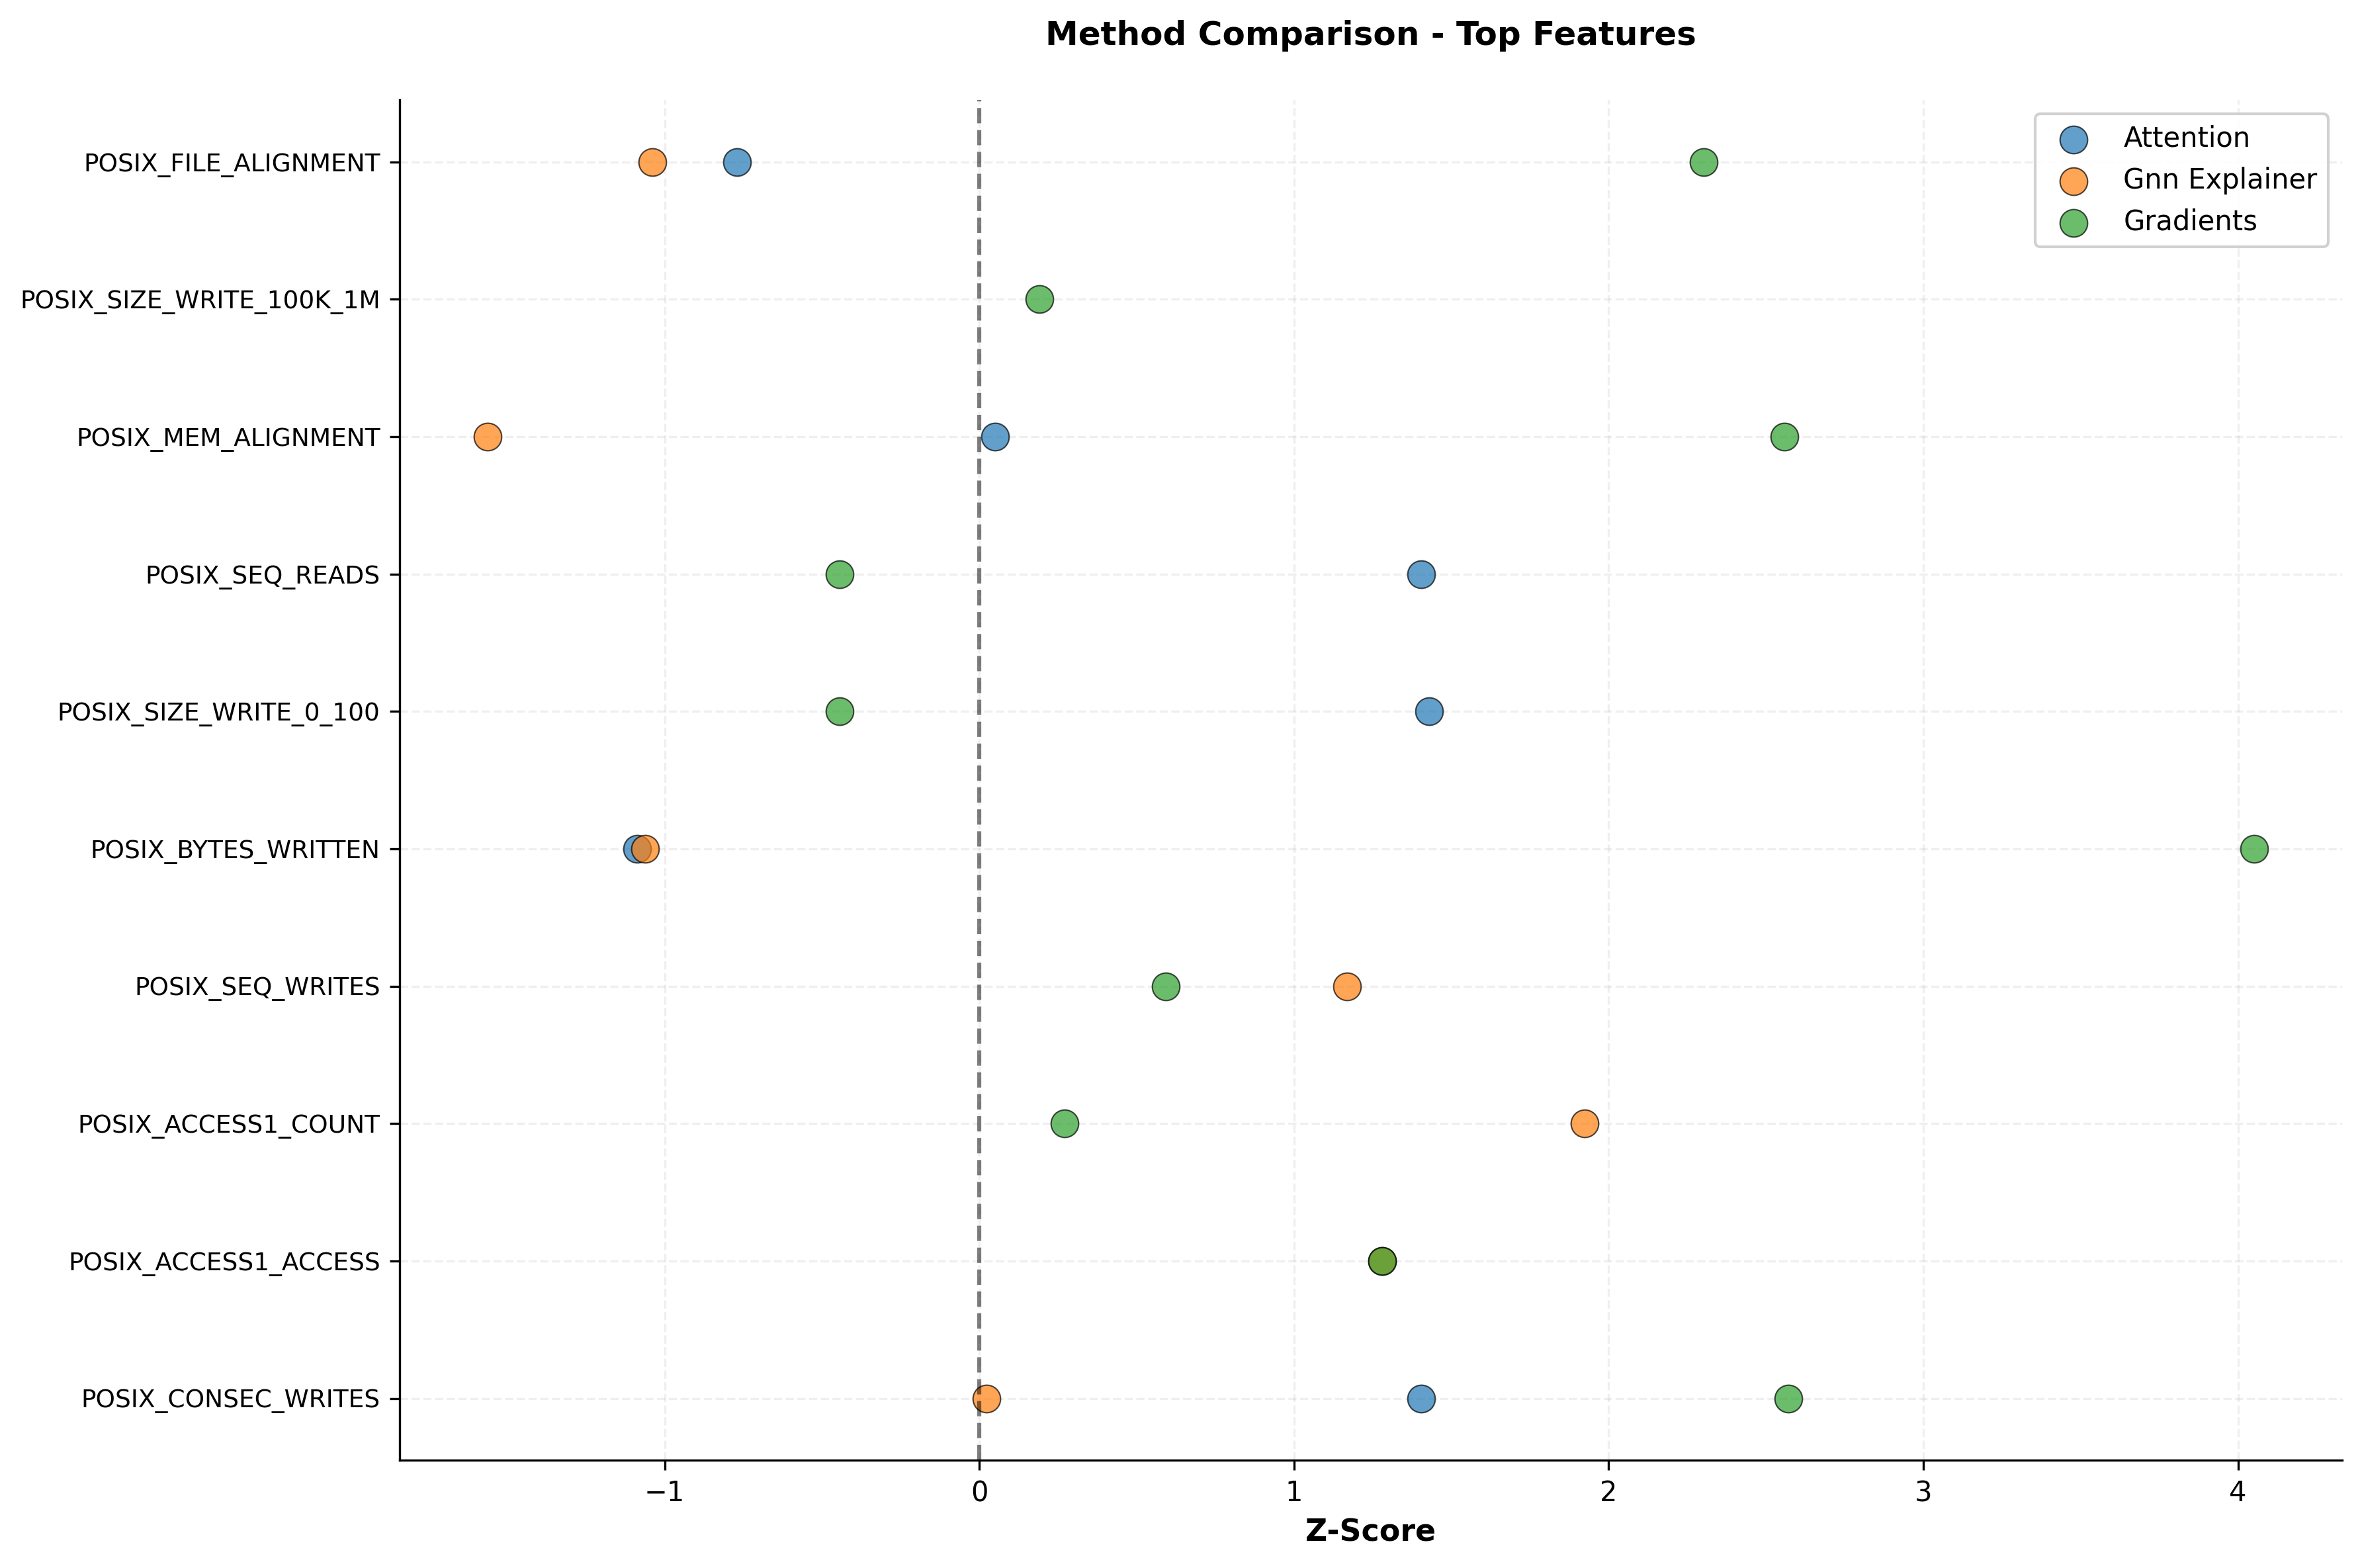 Method Comparison - Top Features
Attention
Gnn Explainer
Gradients
POSIX_FILE_ALIGNMENT
POSIX_SIZE_WRITE_100K_1M
POSIX_MEM_ALIGNMENT
POSIX_SEQ_READS
POSIX_SIZE_WRITE_0_100
POSIX_BYTES_WRITTEN
POSIX_SEQ_WRITES
POSIX_ACCESS1_COUNT
POSIX_ACCESS1_ACCESS
POSIX_CONSEC_WRITES
−1 0 1 2 3 4
Z-Score